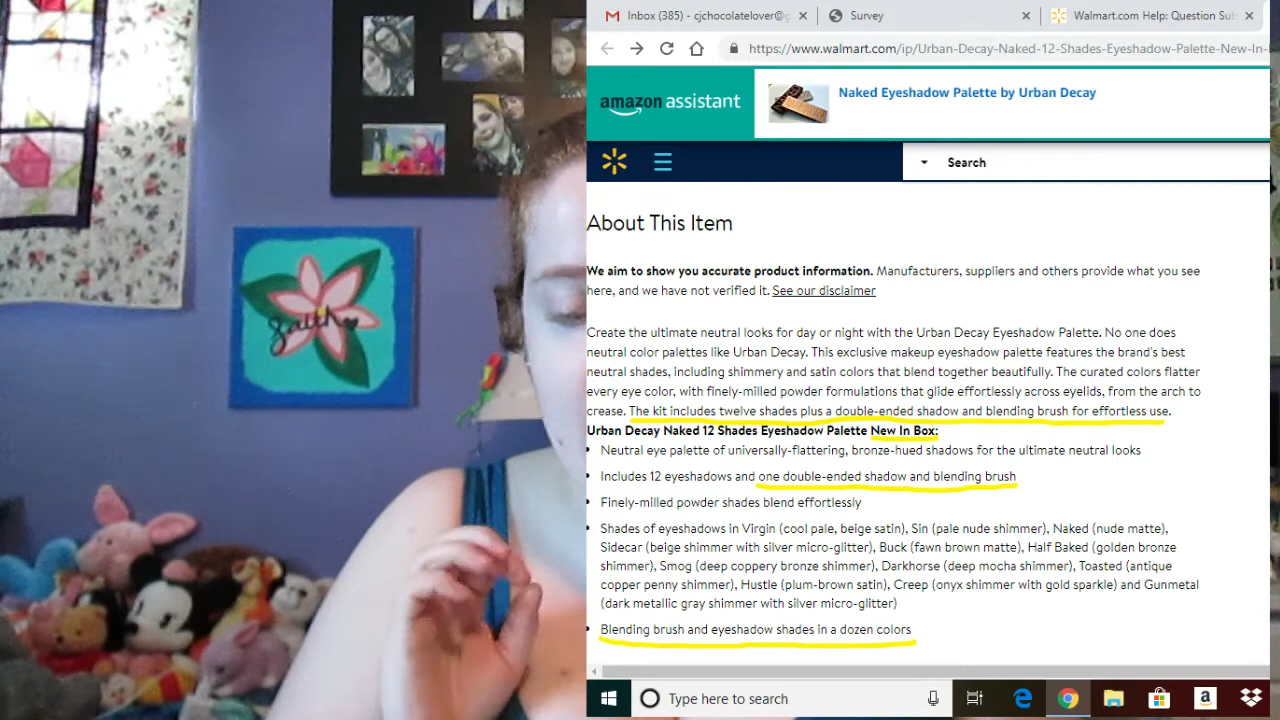 faith
Inbox (385) - cjchocolatelover@g
Survey
Walmart.com Help: Question Sub
https://www.walmart.com/ip/Urban-Decay-Naked-12-Shades-Eyeshadow-Palette-New-In-
amazon assistant
Naked Eyeshadow Palette by Urban Decay
Search
About This Item
We aim to show you accurate product information. Manufacturers, suppliers and others provide what you see
here, and we have not verified it. See our disclaimer
Create the ultimate neutral looks for day or night with the Urban Decay Eyeshadow Palette. No one does
neutral color palettes like Urban Decay. This exclusive makeup eyeshadow palette features the brand's best
neutral shades, including shimmery and satin colors that blend together beautifully. The curated colors flatter
every eye color, with finely-milled powder formulations that glide effortlessly across eyelids, from the arch to
crease. The kit includes twelve shades plus a double-ended shadow and blending brush for effortless use.
Urban Decay Naked 12 Shades Eyeshadow Palette New In Box:
• Neutral eye palette of universally-flattering, bronze-hued shadows for the ultimate neutral looks
• Includes 12 eyeshadows and one double-ended shadow and blending brush
• Finely-milled powder shades blend effortlessly
• Shades of eyeshadows in Virgin (cool pale, beige satin), Sin (pale nude shimmer), Naked (nude matte),
Sidecar (beige shimmer with silver micro-glitter), Buck (fawn brown matte), Half Baked (golden bronze
shimmer), Smog (deep coppery bronze shimmer), Darkhorse (deep mocha shimmer), Toasted (antique
copper penny shimmer), Hustle (plum-brown satin), Creep (onyx shimmer with gold sparkle) and Gunmetal
(dark metallic gray shimmer with silver micro-glitter)
• Blending brush and eyeshadow shades in a dozen colors
Type here to search